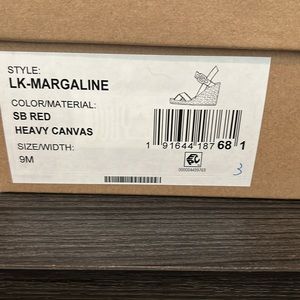 STYLE:
LK-MARGALINE
COLOR/MATERIAL:
SB RED
HEAVY CANVAS
SIZE/WIDTH:
9M
1 91644 187 68 1
3